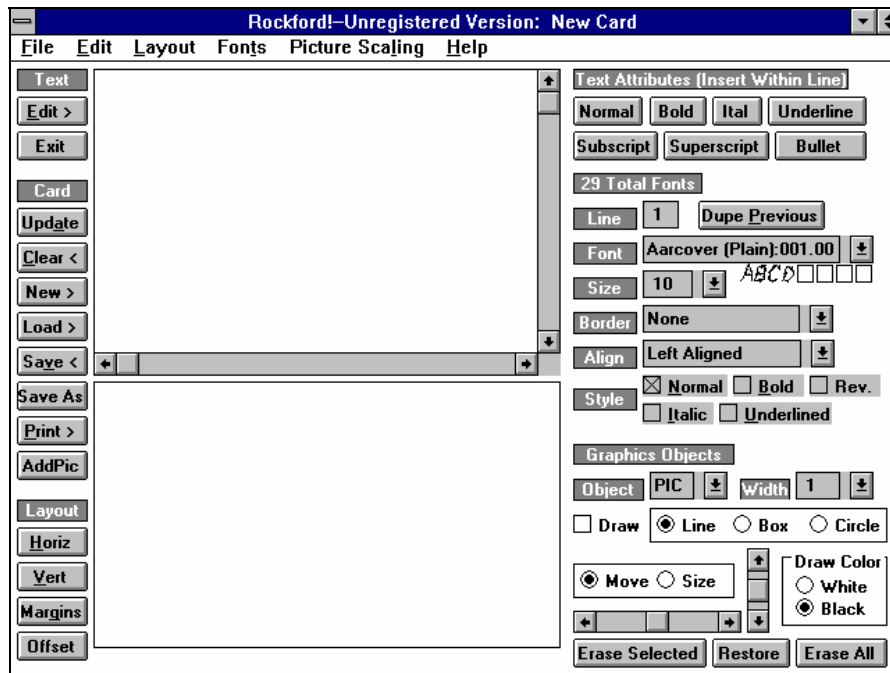 Rockford!–Unregistered Version:  New Card
File Edit Layout Fonts Picture Scaling Help
Text
Edit >
Exit
Card
Update
Clear <
New >
Load >
Save <
Save As
Print >
AddPic
Layout
Horiz
Vert
Margins
Offset
Text Attributes (Insert Within Line)
Normal Bold Ital Underline
Subscript Superscript Bullet
29 Total Fonts
Line 1 Dupe Previous
Font Aarcover (Plain):001.00
ABCD
Size 10
Border None
Align Left Aligned
Style Normal Bold Rev.
Italic Underlined
Graphics Objects
Object PIC Width 1
Draw Line Box Circle
Move Size
Draw Color
White
Black
Erase Selected Restore Erase All